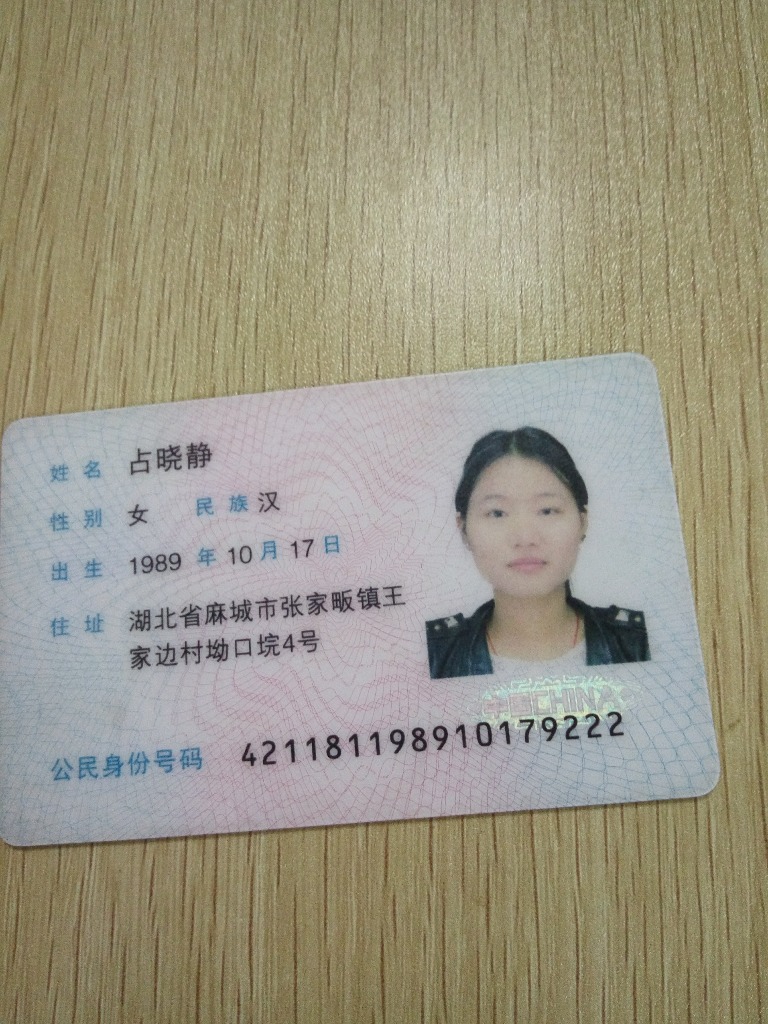 姓名 占晓静
性别 女 民族 汉
出生 1989 年 10 月 17 日
住址 湖北省麻城市张家畈镇王
家边村坳口垸4号
中国CHINA
公民身份号码 421181198910179222